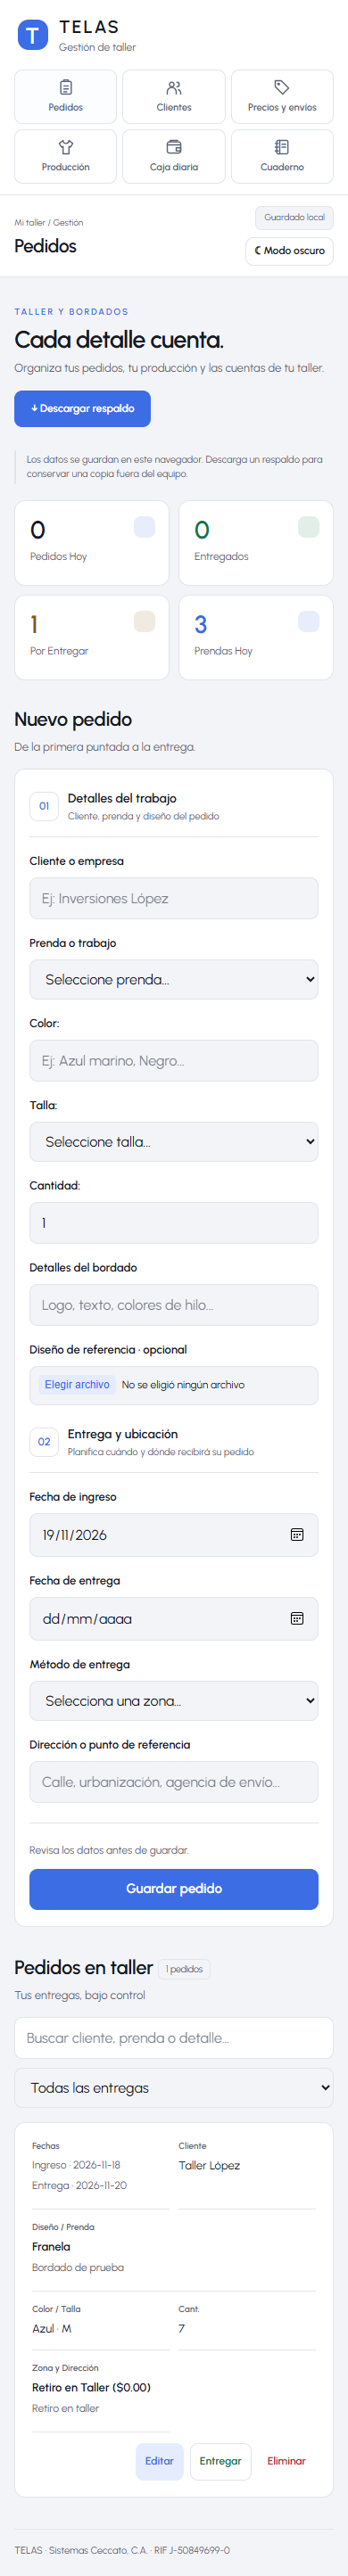 T
TELAS
Gestión de taller
Pedidos
Clientes
Precios y envíos
Producción
Caja diaria
Cuaderno
Mi taller / Gestión
Pedidos
Guardado local
Modo oscuro
TALLER Y BORDADOS
Cada detalle cuenta.
Organiza tus pedidos, tu producción y las cuentas de tu taller.
↓ Descargar respaldo
Los datos se guardan en este navegador. Descarga un respaldo para
conservar una copia fuera del equipo.
0
Pedidos Hoy
0
Entregados
1
Por Entregar
3
Prendas Hoy
Nuevo pedido
De la primera puntada a la entrega.
01
Detalles del trabajo
Cliente, prenda y diseño del pedido
Cliente o empresa
Ej: Inversiones López
Prenda o trabajo
Seleccione prenda...
Color:
Ej: Azul marino, Negro...
Talla:
Seleccione talla...
Cantidad:
1
Detalles del bordado
Logo, texto, colores de hilo...
Diseño de referencia · opcional
Elegir archivo No se eligió ningún archivo
02
Entrega y ubicación
Planifica cuándo y dónde recibirá su pedido
Fecha de ingreso
19/11/2026
Fecha de entrega
dd/mm/aaaa
Método de entrega
Selecciona una zona...
Dirección o punto de referencia
Calle, urbanización, agencia de envío...
Revisa los datos antes de guardar.
Guardar pedido
Pedidos en taller
1 pedidos
Tus entregas, bajo control
Buscar cliente, prenda o detalle...
Todas las entregas
Fechas
Ingreso · 2026-11-18
Entrega · 2026-11-20
Cliente
Taller López
Diseño / Prenda
Franela
Bordado de prueba
Color / Talla
Azul · M
Cant.
7
Zona y Dirección
Retiro en Taller ($0.00)
Retiro en taller
Editar
Entregar
Eliminar
TELAS · Sistemas Ceccato, C.A. · RIF J-50849699-0